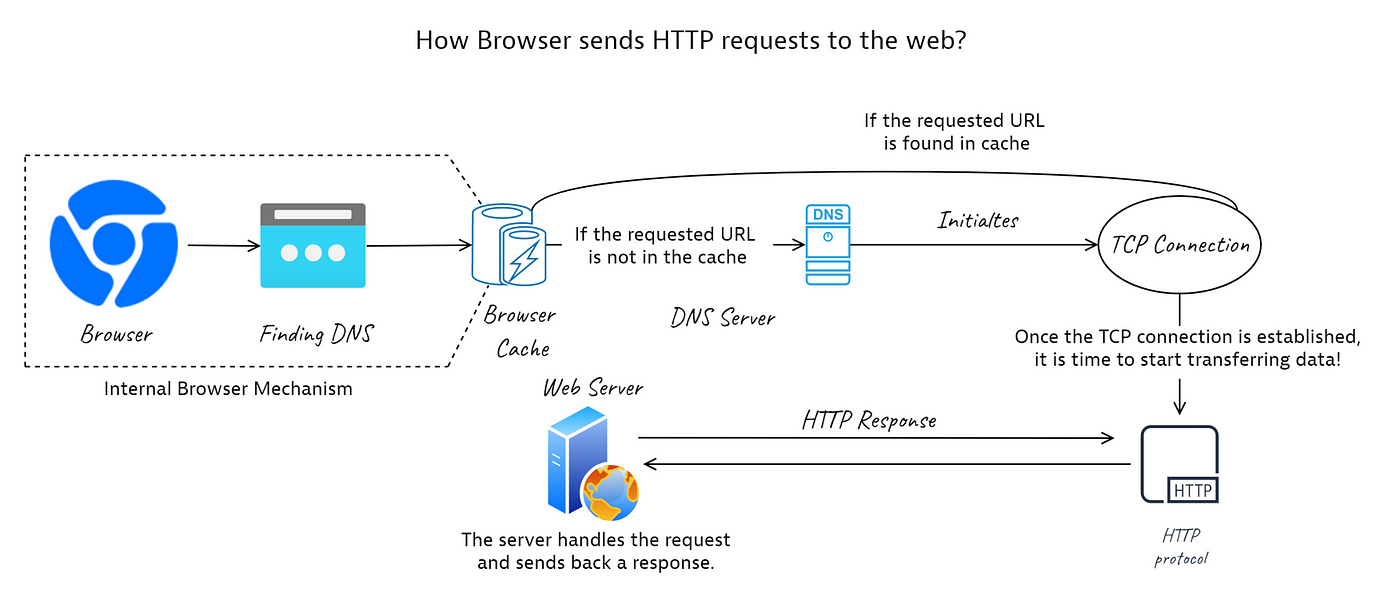 How Browser sends HTTP requests to the web?
If the requested URL
is found in cache
DNS
If the requested URL
is not in the cache
Initialtes
TCP Connection
Browser
Finding DNS
Browser
Cache
DNS Server
Once the TCP connection is established,
it is time to start transferring data!
Internal Browser Mechanism
Web Server
HTTP Response
HTTP
The server handles the request
and sends back a response.
HTTP
protocol